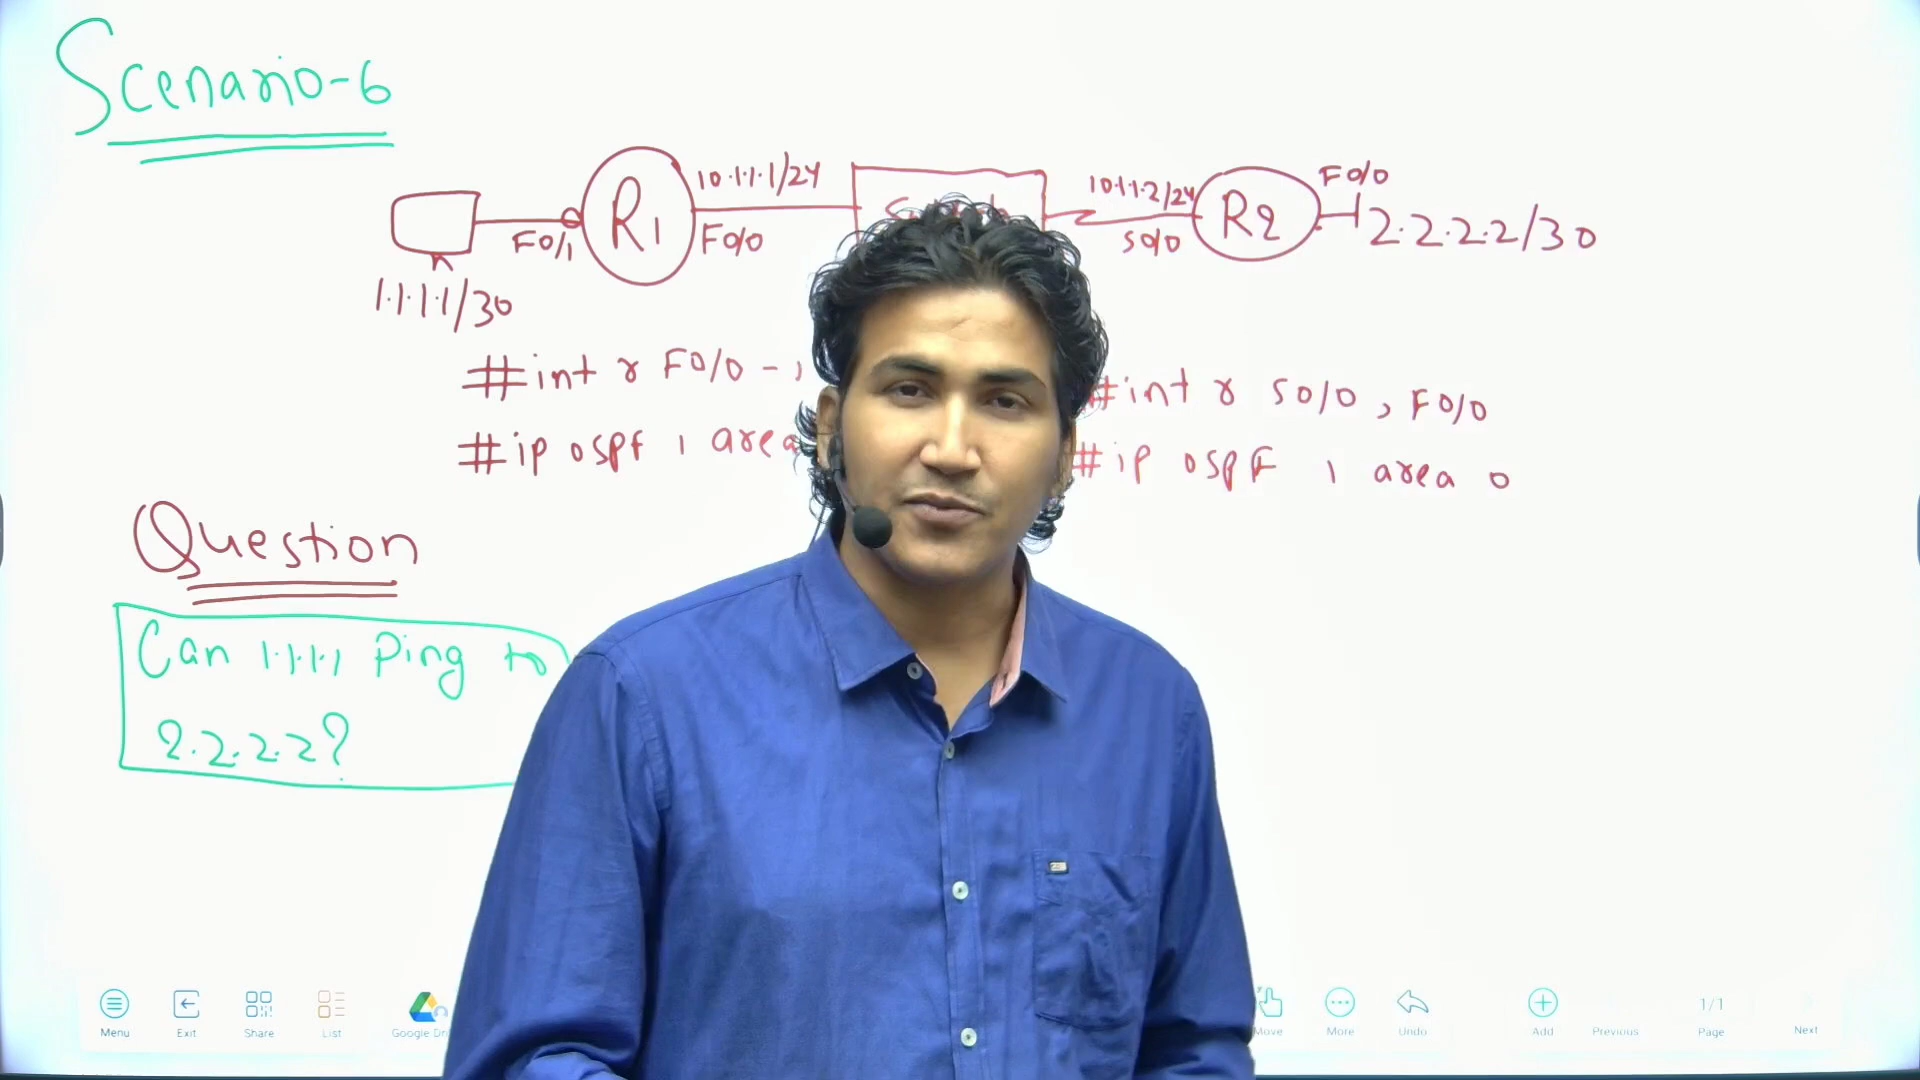 Scenario-6
R1
10.1.1.1/24
F0/1
F0/0
10.1.1.2/24
S0/0
R2
F0/0
2.2.2.2/30
1.1.1.1/30
#int r F0/0 - 1
#ip ospf 1 area
#int r S0/0, F0/0
#ip ospf 1 area 0
Question
Can 1.1.1.1 Ping to
2.2.2.2?
Menu
Exit
Share
List
Google Dri
Move
More
Undo
Add
Previous
1/1
Page
Next